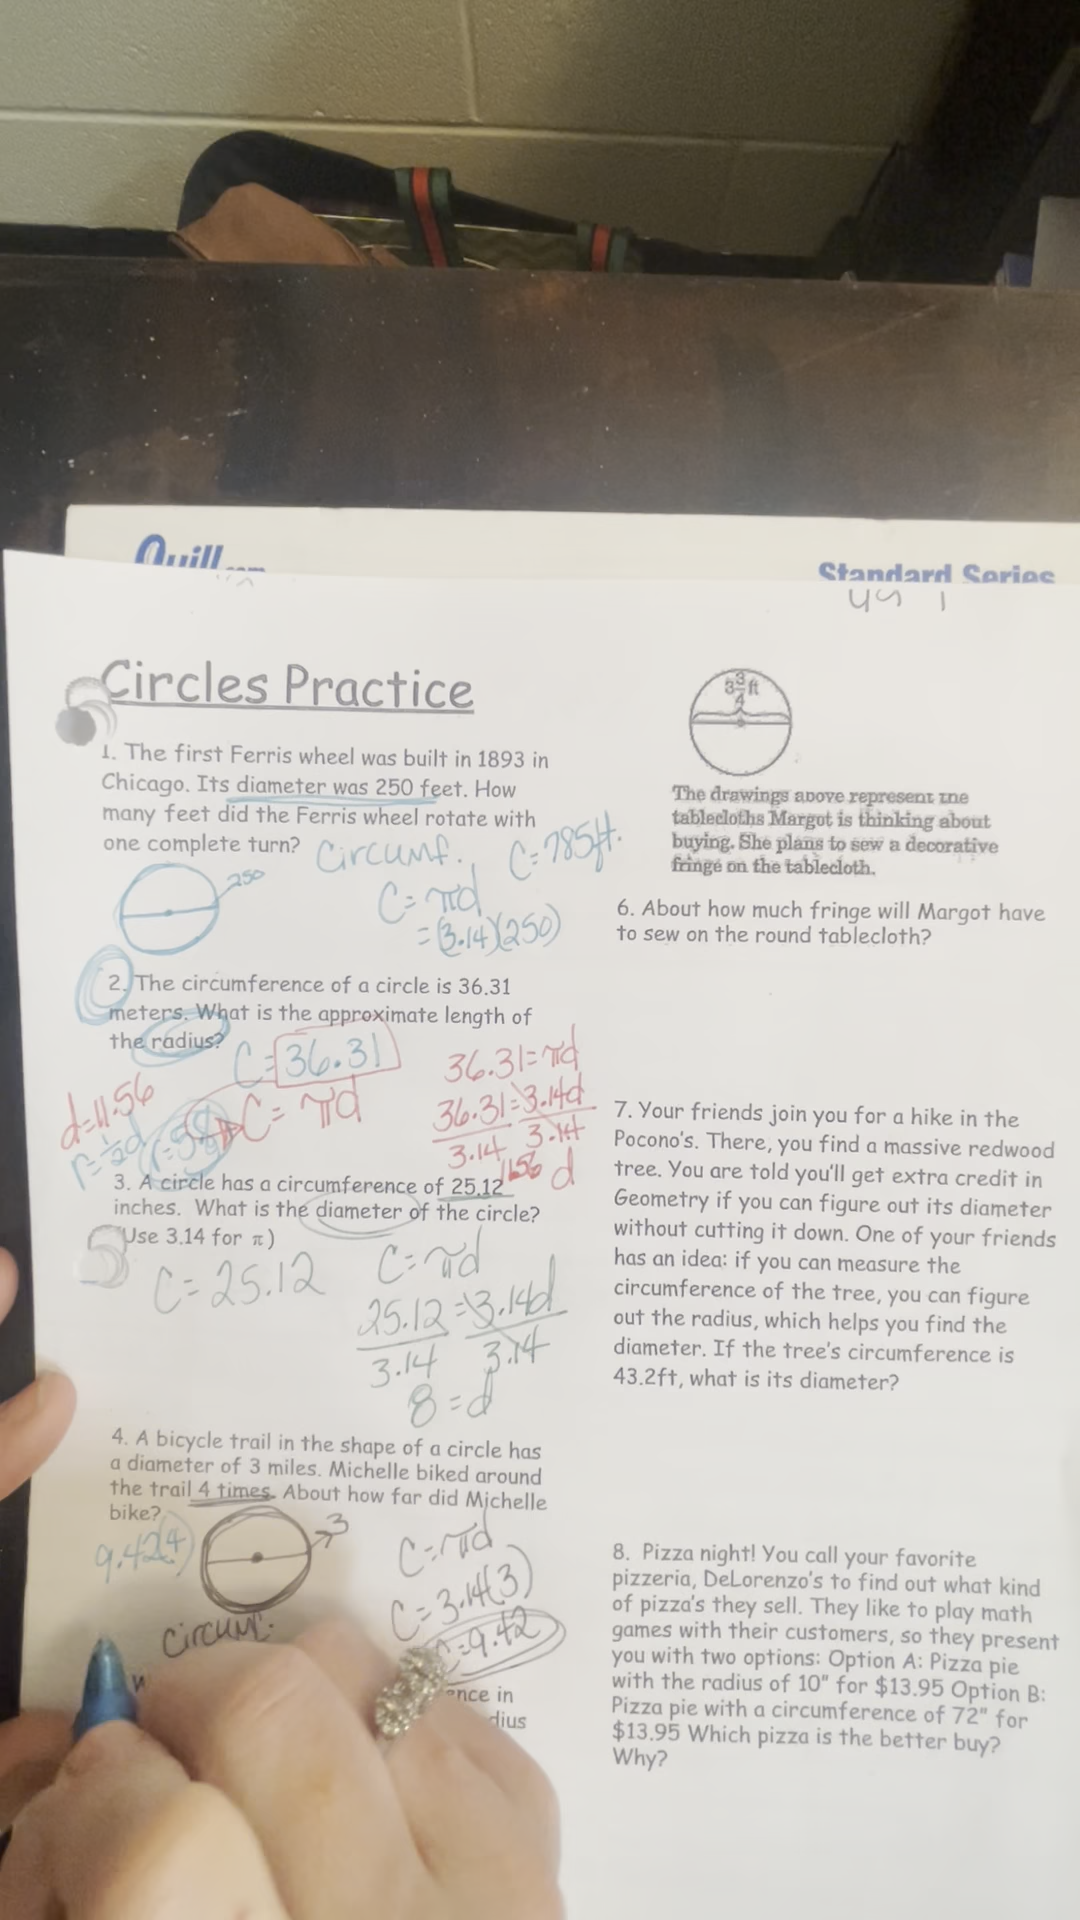 Quill
Standard Series
Circles Practice
1. The first Ferris wheel was built in 1893 in
Chicago. Its diameter was 250 feet. How
many feet did the Ferris wheel rotate with
one complete turn? Circumf. C=785ft.
250
C=πd
=(3.14)(250)
2. The circumference of a circle is 36.31
meters. What is the approximate length of
the radius?
C=36.31
36.31=πd
d=11.56
C=πd
36.31=3.14d
3.14 3.14
11.56 d
r=½d
3. A circle has a circumference of 25.12
inches. What is the diameter of the circle?
Use 3.14 for π)
C=25.12
C=πd
25.12=3.14d
3.14 3.14
8=d
4. A bicycle trail in the shape of a circle has
a diameter of 3 miles. Michelle biked around
the trail 4 times. About how far did Michelle
bike?
3
9.42(4)
C=πd
C=3.14(3)
C=9.42
Circum.
ence in
dius
3 3/4 ft
The drawings above represent the
tablecloths Margot is thinking about
buying. She plans to sew a decorative
fringe on the tablecloth.
6. About how much fringe will Margot have
to sew on the round tablecloth?
7. Your friends join you for a hike in the
Pocono's. There, you find a massive redwood
tree. You are told you'll get extra credit in
Geometry if you can figure out its diameter
without cutting it down. One of your friends
has an idea: if you can measure the
circumference of the tree, you can figure
out the radius, which helps you find the
diameter. If the tree's circumference is
43.2ft, what is its diameter?
8. Pizza night! You call your favorite
pizzeria, DeLorenzo's to find out what kind
of pizza's they sell. They like to play math
games with their customers, so they present
you with two options: Option A: Pizza pie
with the radius of 10" for $13.95 Option B:
Pizza pie with a circumference of 72" for
$13.95 Which pizza is the better buy?
Why?